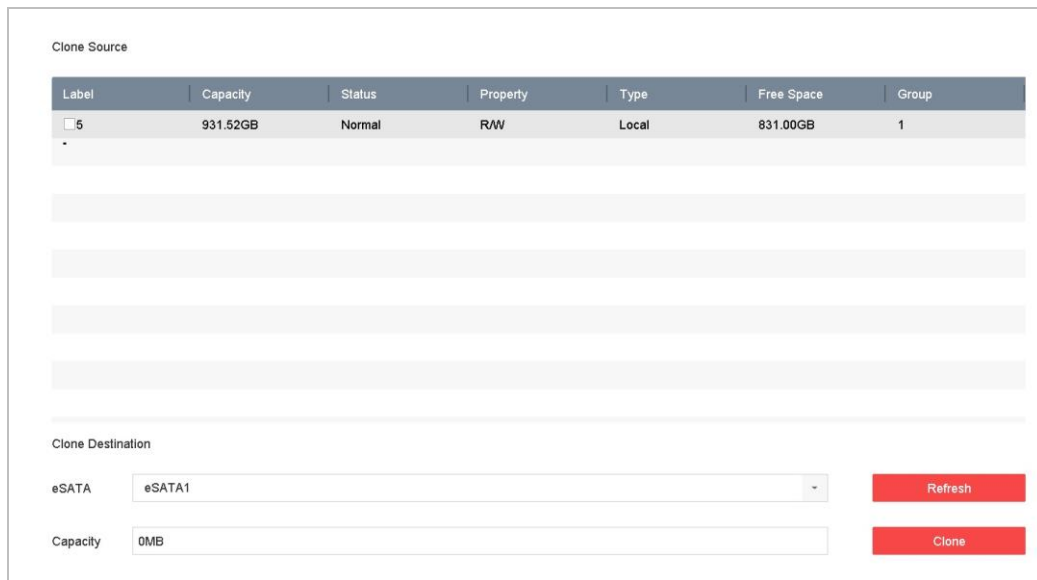 Clone Source
Label Capacity Status Property Type Free Space Group
5 931.52GB Normal R/W Local 831.00GB 1
Clone Destination
eSATA eSATA1 Refresh
Capacity 0MB Clone